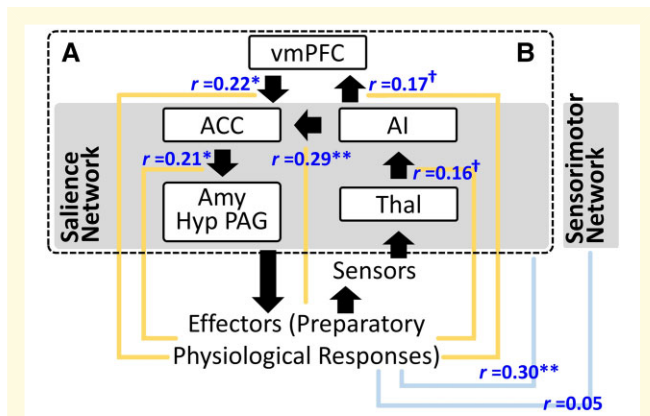 A
vmPFC
B
r =0.22*
r =0.17†
ACC
AI
r =0.21*
r =0.29**
r =0.16†
Amy
Hyp PAG
Thal
Salience
Network
Sensorimotor
Network
Sensors
Effectors (Preparatory
Physiological Responses)
r =0.30**
r =0.05